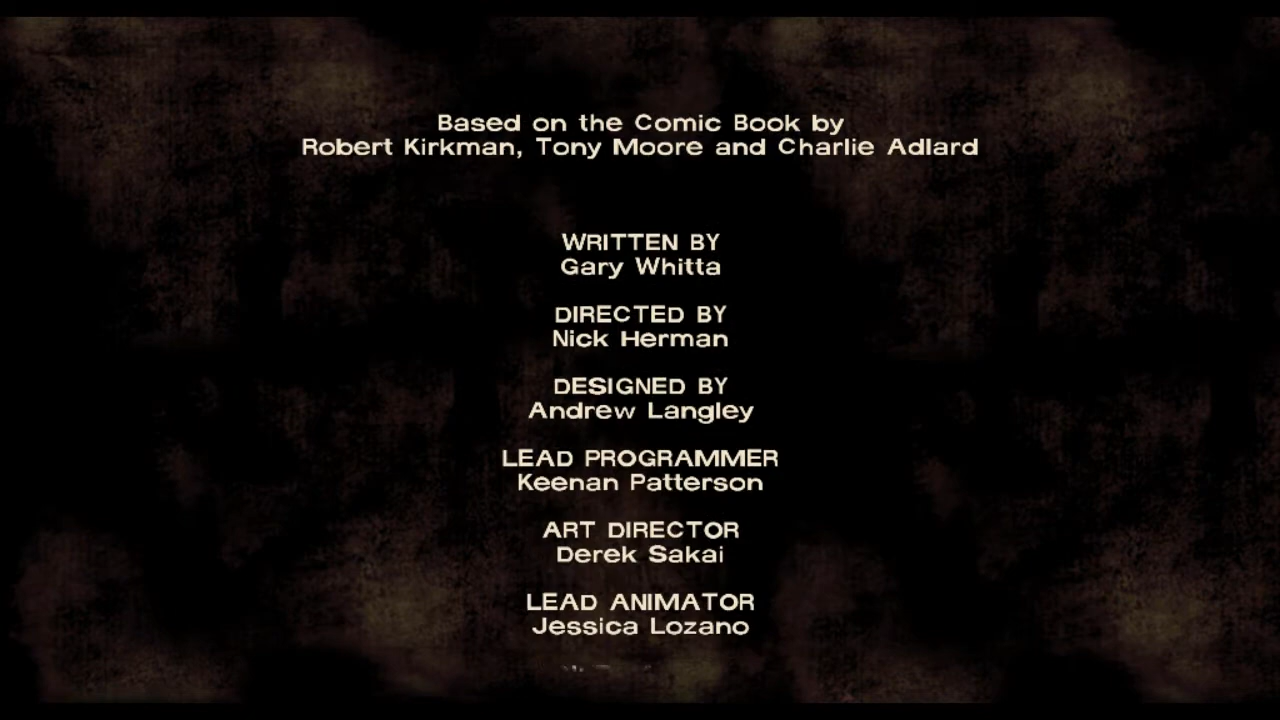 Based on the Comic Book by
Robert Kirkman, Tony Moore and Charlie Adlard
WRITTEN BY
Gary Whitta
DIRECTED BY
Nick Herman
DESIGNED BY
Andrew Langley
LEAD PROGRAMMER
Keenan Patterson
ART DIRECTOR
Derek Sakai
LEAD ANIMATOR
Jessica Lozano